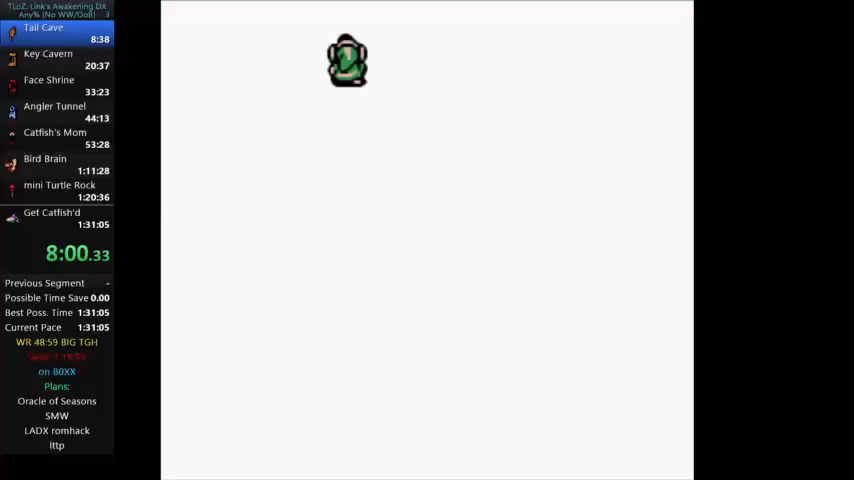 TLoZ: Link's Awakening DX
Any% (No WW/OoB) 3
Tail Cave
8:38
Key Cavern
20:37
Face Shrine
33:23
Angler Tunnel
44:13
Catfish's Mom
53:28
Bird Brain
1:11:28
mini Turtle Rock
1:20:36
Get Catfish'd
1:31:05
8:00.33
Previous Segment -
Possible Time Save 0.00
Best Poss. Time 1:31:05
Current Pace 1:31:05
WR 48:59 BIG TGH
on B0XX
Plans:
Oracle of Seasons
SMW
LADX romhack
lttp